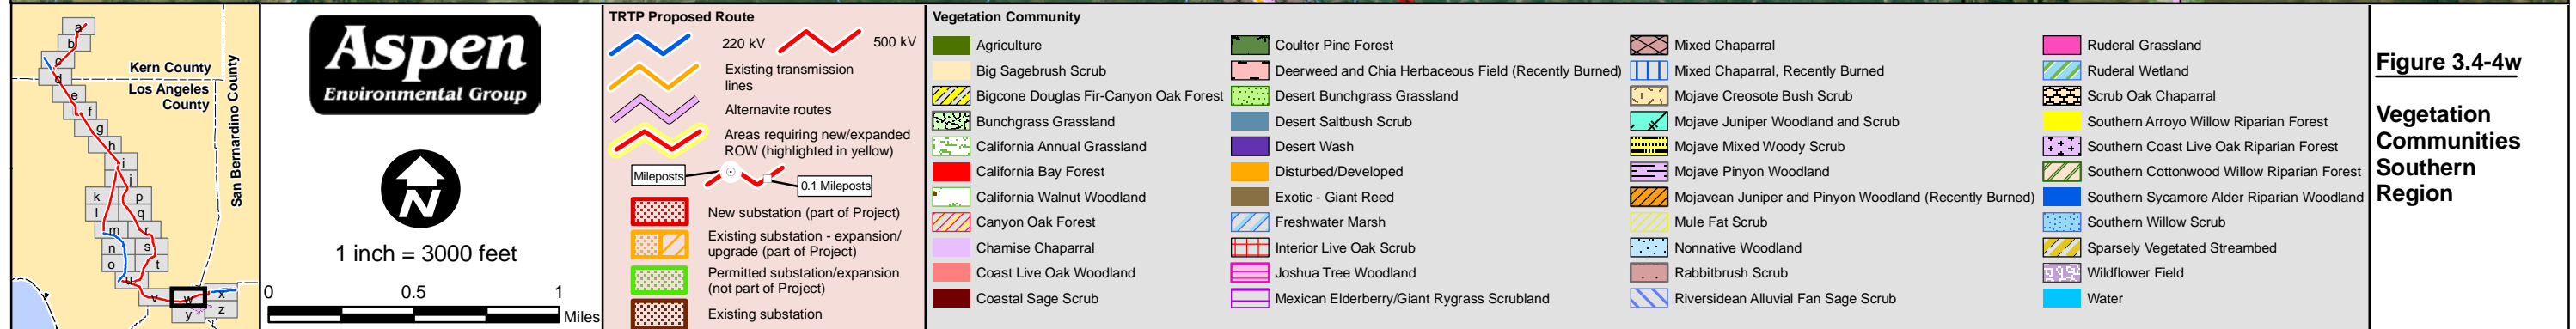 a
b
c
d
e
f
g
h
i
j
k
p
l
q
m
r
n
s
o
t
u
v
w
x
y
z
Kern County
Los Angeles
County
San Bernardino County
Aspen
Environmental Group
N
1 inch = 3000 feet
0
0.5
1
Miles
TRTP Proposed Route
220 kV
500 kV
Existing transmission
lines
Alternavite routes
Areas requiring new/expanded
ROW (highlighted in yellow)
Mileposts
0.1 Mileposts
New substation (part of Project)
Existing substation - expansion/
upgrade (part of Project)
Permitted substation/expansion
(not part of Project)
Existing substation
Vegetation Community
Agriculture
Big Sagebrush Scrub
Bigcone Douglas Fir-Canyon Oak Forest
Bunchgrass Grassland
California Annual Grassland
California Bay Forest
California Walnut Woodland
Canyon Oak Forest
Chamise Chaparral
Coast Live Oak Woodland
Coastal Sage Scrub
Coulter Pine Forest
Deerweed and Chia Herbaceous Field (Recently Burned)
Desert Bunchgrass Grassland
Desert Saltbush Scrub
Desert Wash
Disturbed/Developed
Exotic - Giant Reed
Freshwater Marsh
Interior Live Oak Scrub
Joshua Tree Woodland
Mexican Elderberry/Giant Rygrass Scrubland
Mixed Chaparral
Mixed Chaparral, Recently Burned
Mojave Creosote Bush Scrub
Mojave Juniper Woodland and Scrub
Mojave Mixed Woody Scrub
Mojave Pinyon Woodland
Mojavean Juniper and Pinyon Woodland (Recently Burned)
Mule Fat Scrub
Nonnative Woodland
Rabbitbrush Scrub
Riversidean Alluvial Fan Sage Scrub
Ruderal Grassland
Ruderal Wetland
Scrub Oak Chaparral
Southern Arroyo Willow Riparian Forest
Southern Coast Live Oak Riparian Forest
Southern Cottonwood Willow Riparian Forest
Southern Sycamore Alder Riparian Woodland
Southern Willow Scrub
Sparsely Vegetated Streambed
Wildflower Field
Water
Figure 3.4-4w
Vegetation
Communities
Southern
Region